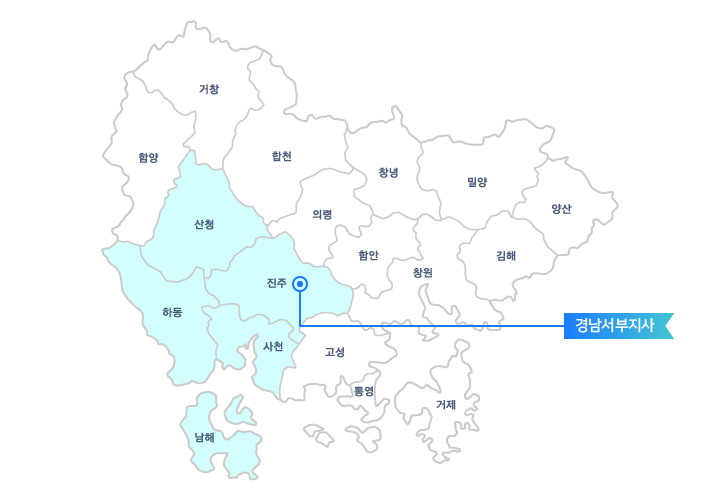 거창
함양
합천
창녕
밀양
양산
산청
의령
함안
김해
창원
진주
하동
경남서부지사
사천
고성
통영
거제
남해